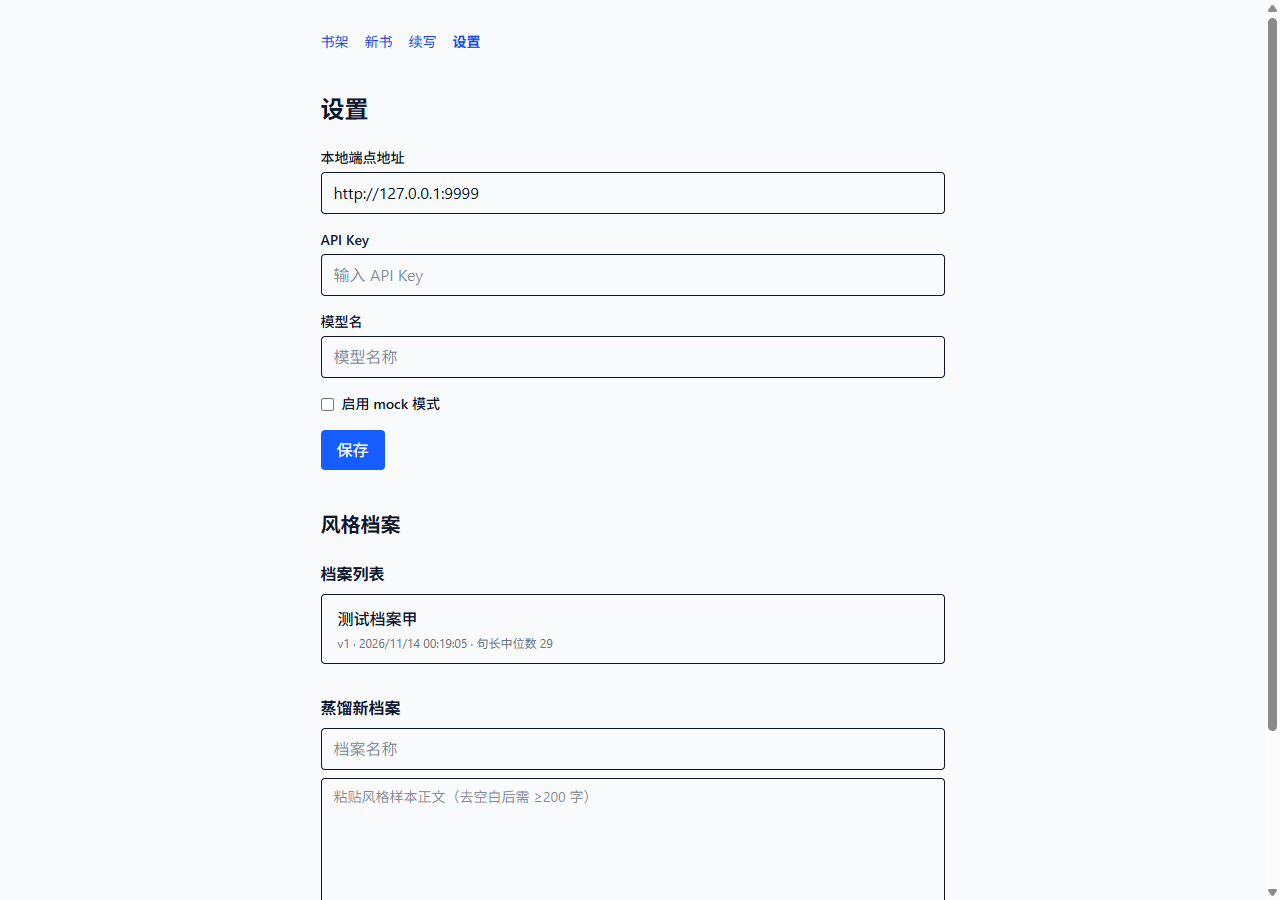 书架 新书 续写 设置
设置
本地端点地址
http://127.0.0.1:9999
API Key
输入 API Key
模型名
模型名称
启用 mock 模式
保存
风格档案
档案列表
测试档案甲
v1 · 2026/11/14 00:19:05 · 句长中位数 29
蒸馏新档案
档案名称
粘贴风格样本正文（去空白后需 ≥200 字）